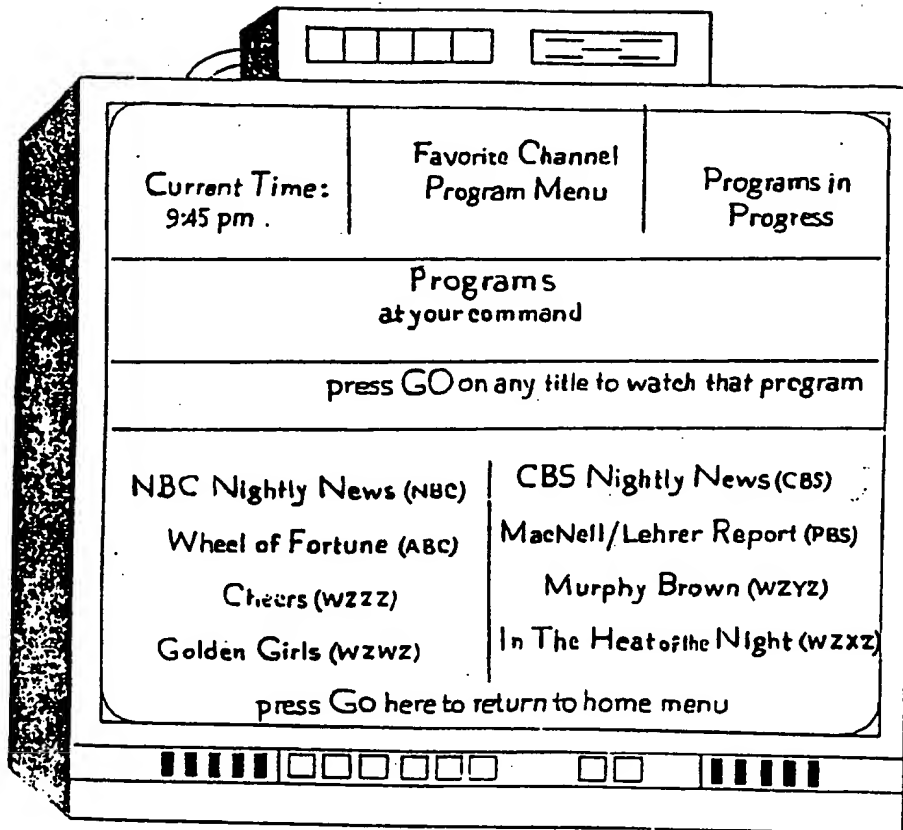 Current Time:
9:45 pm.
Favorite Channel
Program Menu
Programs in
Progress
Programs
at your command
press GO on any title to watch that program
NBC Nightly News (NBC)
Wheel of Fortune (ABC)
Cheers (WZZZ)
Golden Girls (WZWZ)
CBS Nightly News (CBS)
MacNell/Lehrer Report (PBS)
Murphy Brown (WZYZ)
In The Heat of the Night (WZXZ)
press Go here to return to home menu